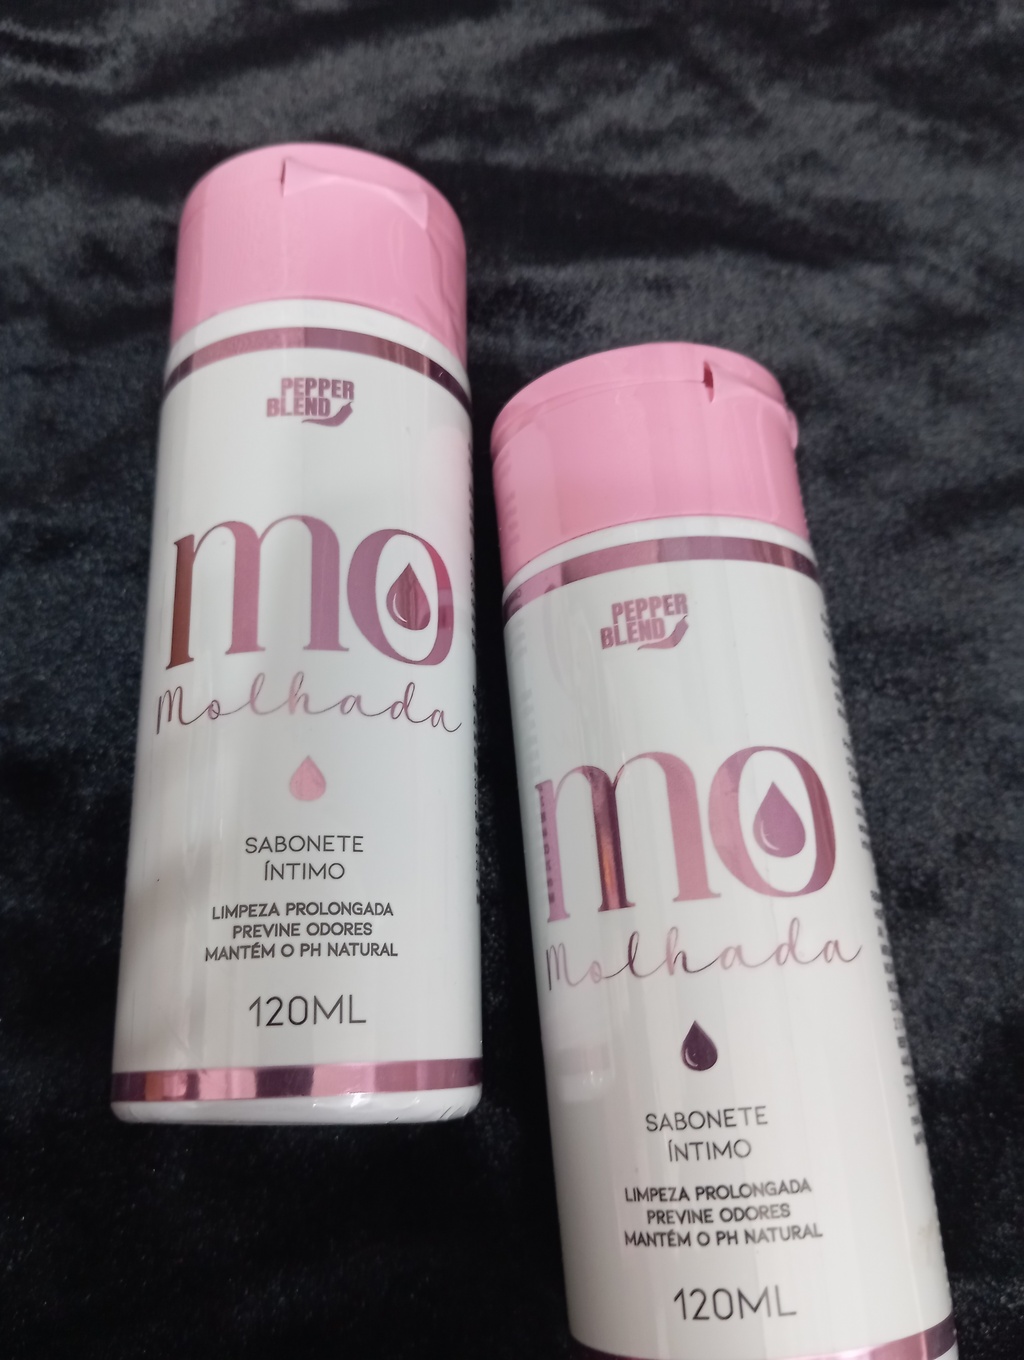 PEPPER
BLEND
mo
Molhada
SABONETE
ÍNTIMO
LIMPEZA PROLONGADA
PREVINE ODORES
MANTÉM O PH NATURAL
120ML
PEPPER
BLEND
mo
Molhada
SABONETE
ÍNTIMO
LIMPEZA PROLONGADA
PREVINE ODORES
MANTÉM O PH NATURAL
120ML